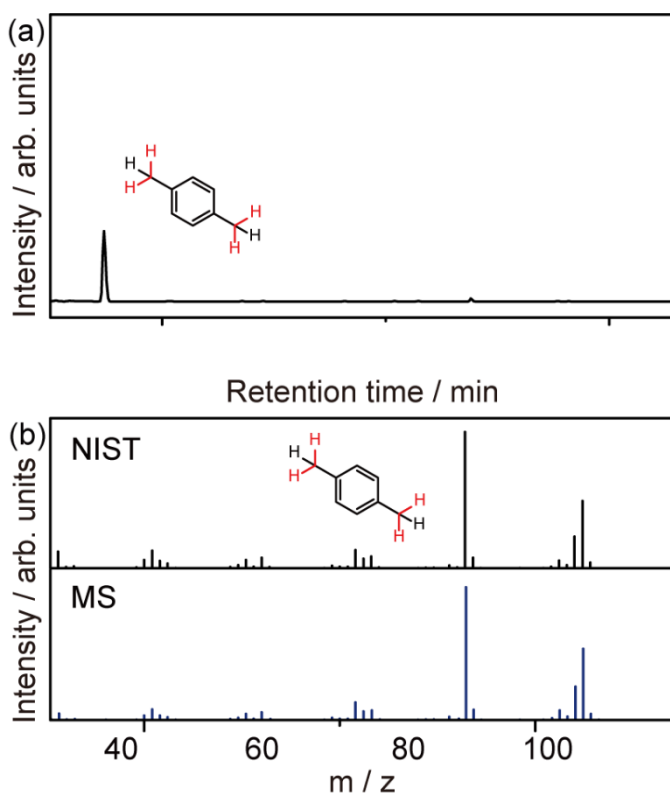 (a)
Intensity / arb. units
H
H
H
H
H
H
Retention time / min
(b)
Intensity / arb. units
NIST
H
H
H
H
H
H
MS
40 60 80 100
m / z